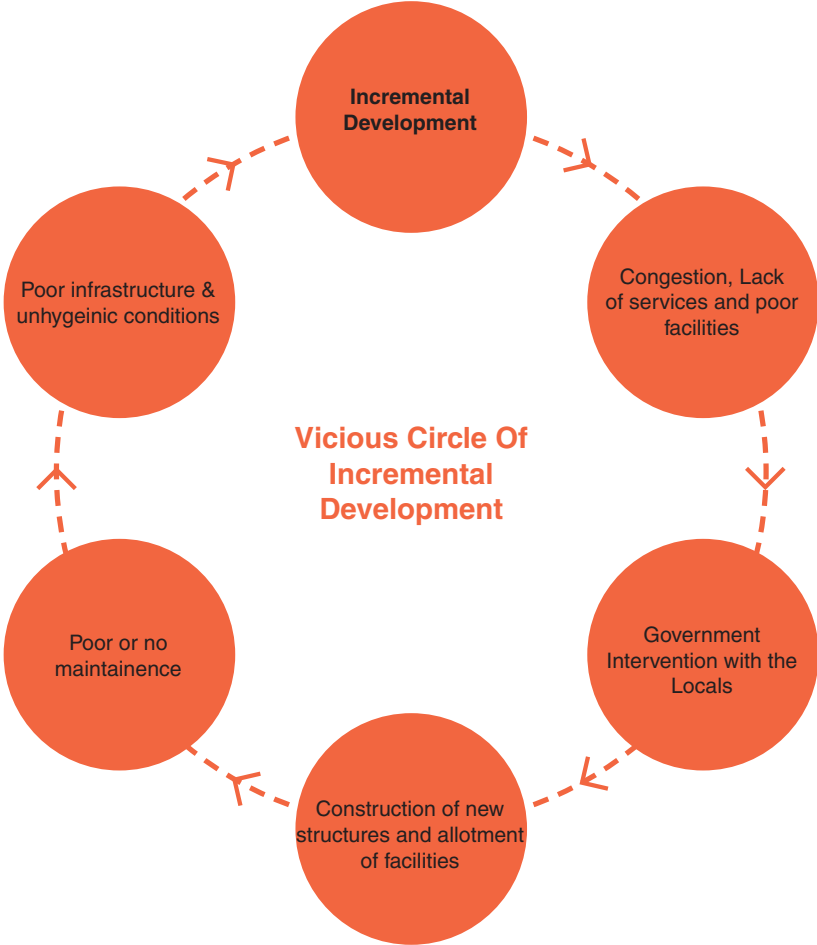 Incremental
Development
Congestion, Lack
of services and poor
facilities
Government
Intervention with the
Locals
Construction of new
structures and allotment
of facilities
Poor or no
maintainence
Poor infrastructure &
unhygeinic conditions
Vicious Circle Of
Incremental
Development